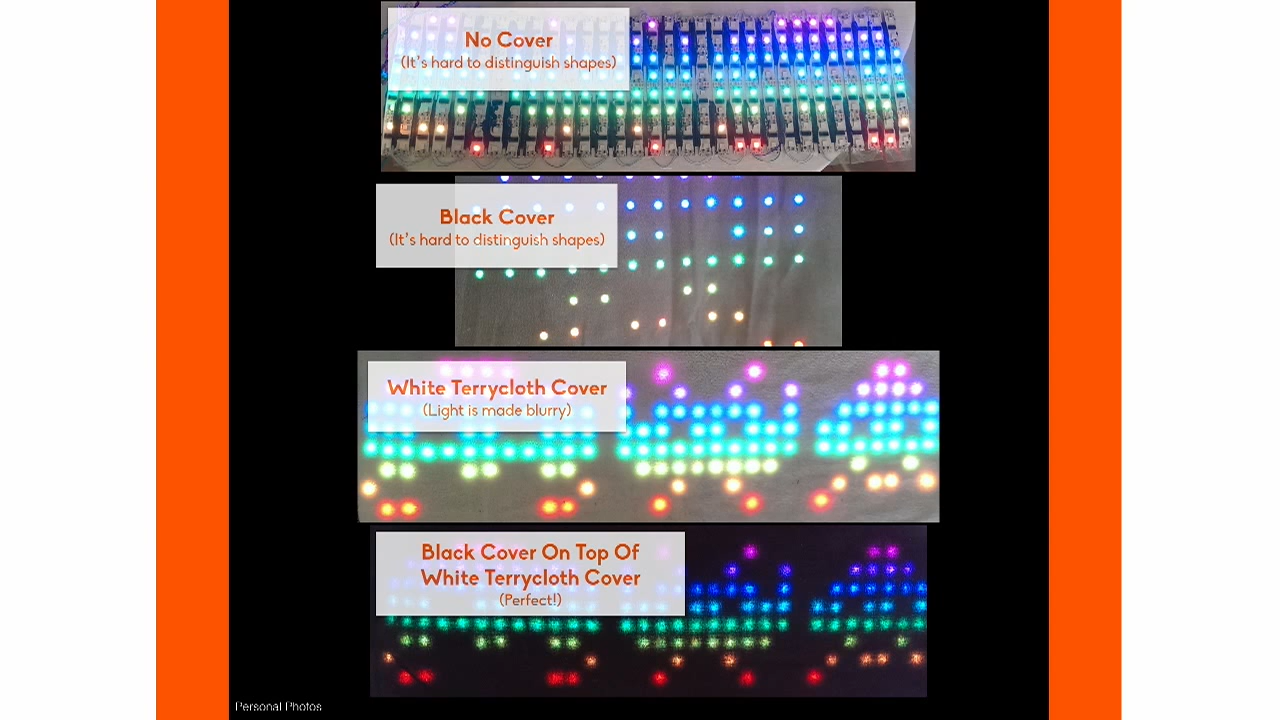 No Cover
(It's hard to distinguish shapes)
Black Cover
(It's hard to distinguish shapes)
White Terrycloth Cover
(Light is made blurry)
Black Cover On Top Of
White Terrycloth Cover
(Perfect!)
Personal Photos